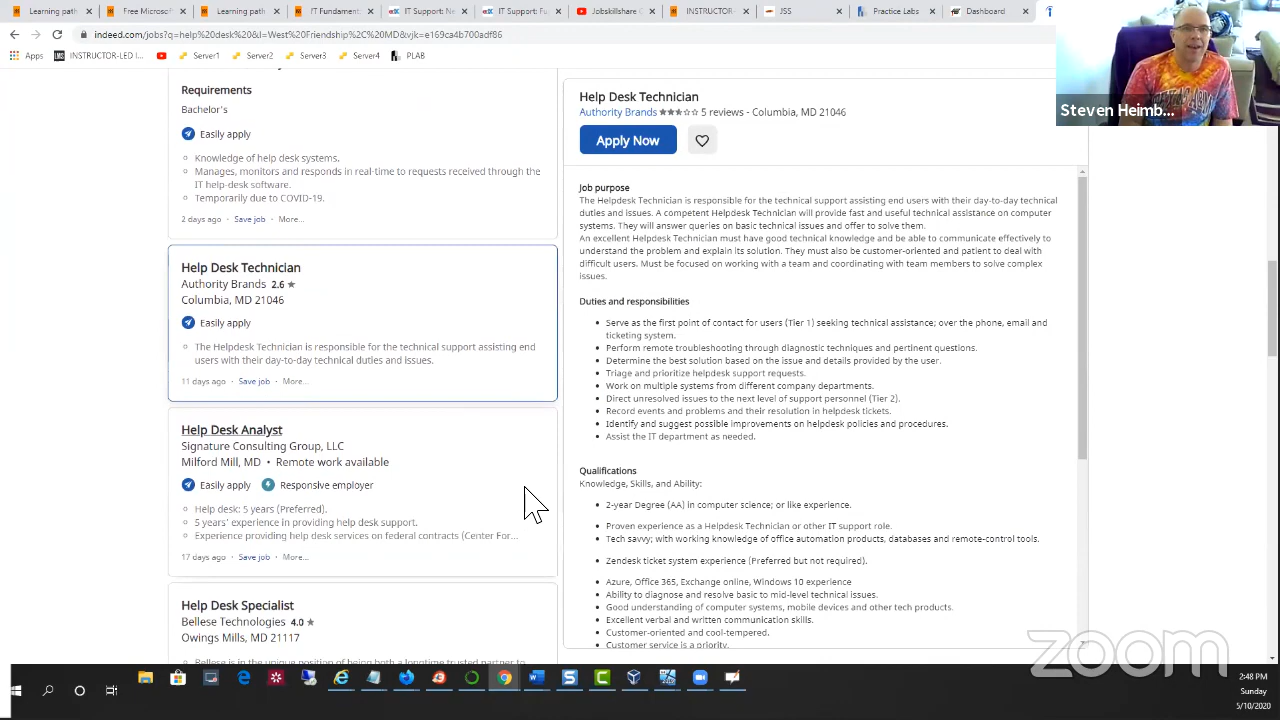 Learning path
Free Microsof
Learning path
IT Fundament
IT Support: Ne
IT Support: Fu
Jobskillshare C
INSTRUCTOR
JSS
Practice Labs
Dashboard
indeed.com/jobs?q=help%20desk%20&l=West%20Friendship%2C%20MD&vjk=e169ca4b700adf86
Apps
LMS INSTRUCTOR-LED I...
Server1
Server2
Server3
Server4
PLAB
Steven Heimb...
Requirements
Bachelor's
Easily apply
Knowledge of help desk systems.
Manages, monitors and responds in real-time to requests received through the
IT help-desk software.
Temporarily due to COVID-19.
2 days ago · Save job · More...
Help Desk Technician
Authority Brands 2.6 ★
Columbia, MD 21046
Easily apply
The Helpdesk Technician is responsible for the technical support assisting end
users with their day-to-day technical duties and issues.
11 days ago · Save job · More...
Help Desk Analyst
Signature Consulting Group, LLC
Milford Mill, MD • Remote work available
Easily apply Responsive employer
Help desk: 5 years (Preferred).
5 years' experience in providing help desk support.
Experience providing help desk services on federal contracts (Center For...
17 days ago · Save job · More...
Help Desk Specialist
Bellese Technologies 4.0 ★
Owings Mills, MD 21117
Bellese is in the unique position of being both a longtime trusted partner to
Help Desk Technician
Authority Brands ★★★☆☆ 5 reviews - Columbia, MD 21046
Apply Now
Job purpose
The Helpdesk Technician is responsible for the technical support assisting end users with their day-to-day technical
duties and issues. A competent Helpdesk Technician will provide fast and useful technical assistance on computer
systems. They will answer queries on basic technical issues and offer to solve them.
An excellent Helpdesk Technician must have good technical knowledge and be able to communicate effectively to
understand the problem and explain its solution. They must also be customer-oriented and patient to deal with
difficult users. Must be focused on working with a team and coordinating with team members to solve complex
issues.
Duties and responsibilities
Serve as the first point of contact for users (Tier 1) seeking technical assistance; over the phone, email and
ticketing system.
Perform remote troubleshooting through diagnostic techniques and pertinent questions.
Determine the best solution based on the issue and details provided by the user.
Triage and prioritize helpdesk support requests.
Work on multiple systems from different company departments.
Direct unresolved issues to the next level of support personnel (Tier 2).
Record events and problems and their resolution in helpdesk tickets.
Identify and suggest possible improvements on helpdesk policies and procedures.
Assist the IT department as needed.
Qualifications
Knowledge, Skills, and Ability:
2-year Degree (AA) in computer science; or like experience.
Proven experience as a Helpdesk Technician or other IT support role.
Tech savvy; with working knowledge of office automation products, databases and remote-control tools.
Zendesk ticket system experience (Preferred but not required).
Azure, Office 365, Exchange online, Windows 10 experience
Ability to diagnose and resolve basic to mid-level technical issues.
Good understanding of computer systems, mobile devices and other tech products.
Excellent verbal and written communication skills.
Customer-oriented and cool-tempered.
Customer service is a priority.
zoom
2:48 PM
Sunday
5/10/2020